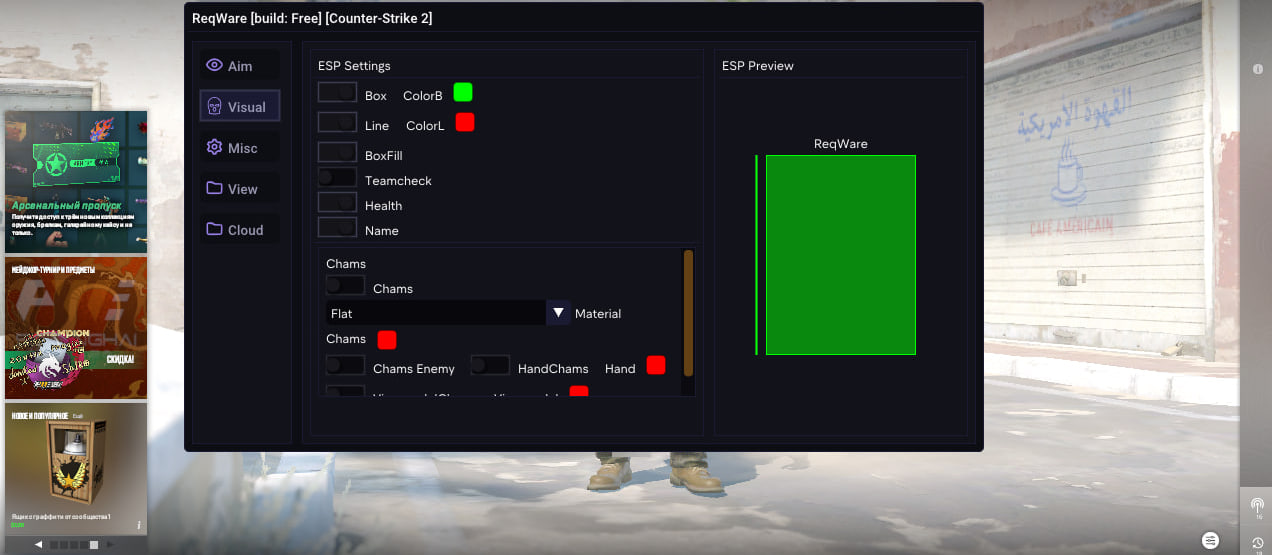 ReqWare [build: Free] [Counter-Strike 2]
Aim
Visual
Misc
View
Cloud
ESP Settings
Box ColorB
Line ColorL
BoxFill
Teamcheck
Health
Name
Chams
Chams
Flat
Material
Chams
Chams Enemy
HandChams Hand
ESP Preview
ReqWare
Арсенальный пропуск
Получите доступ к трём новым коллекциям
оружия, брелкам, галерейному кейсу и не
только.
МЕЙДЖОР-ТУРНИР И ПРЕДМЕТЫ
CHAMPION
СКИДКА!
НОВОЕ И ПОПУЛЯРНОЕ
Ящик с граффити от сообщества 1
القهوة الأمريكية
CAFE AMERICAIN